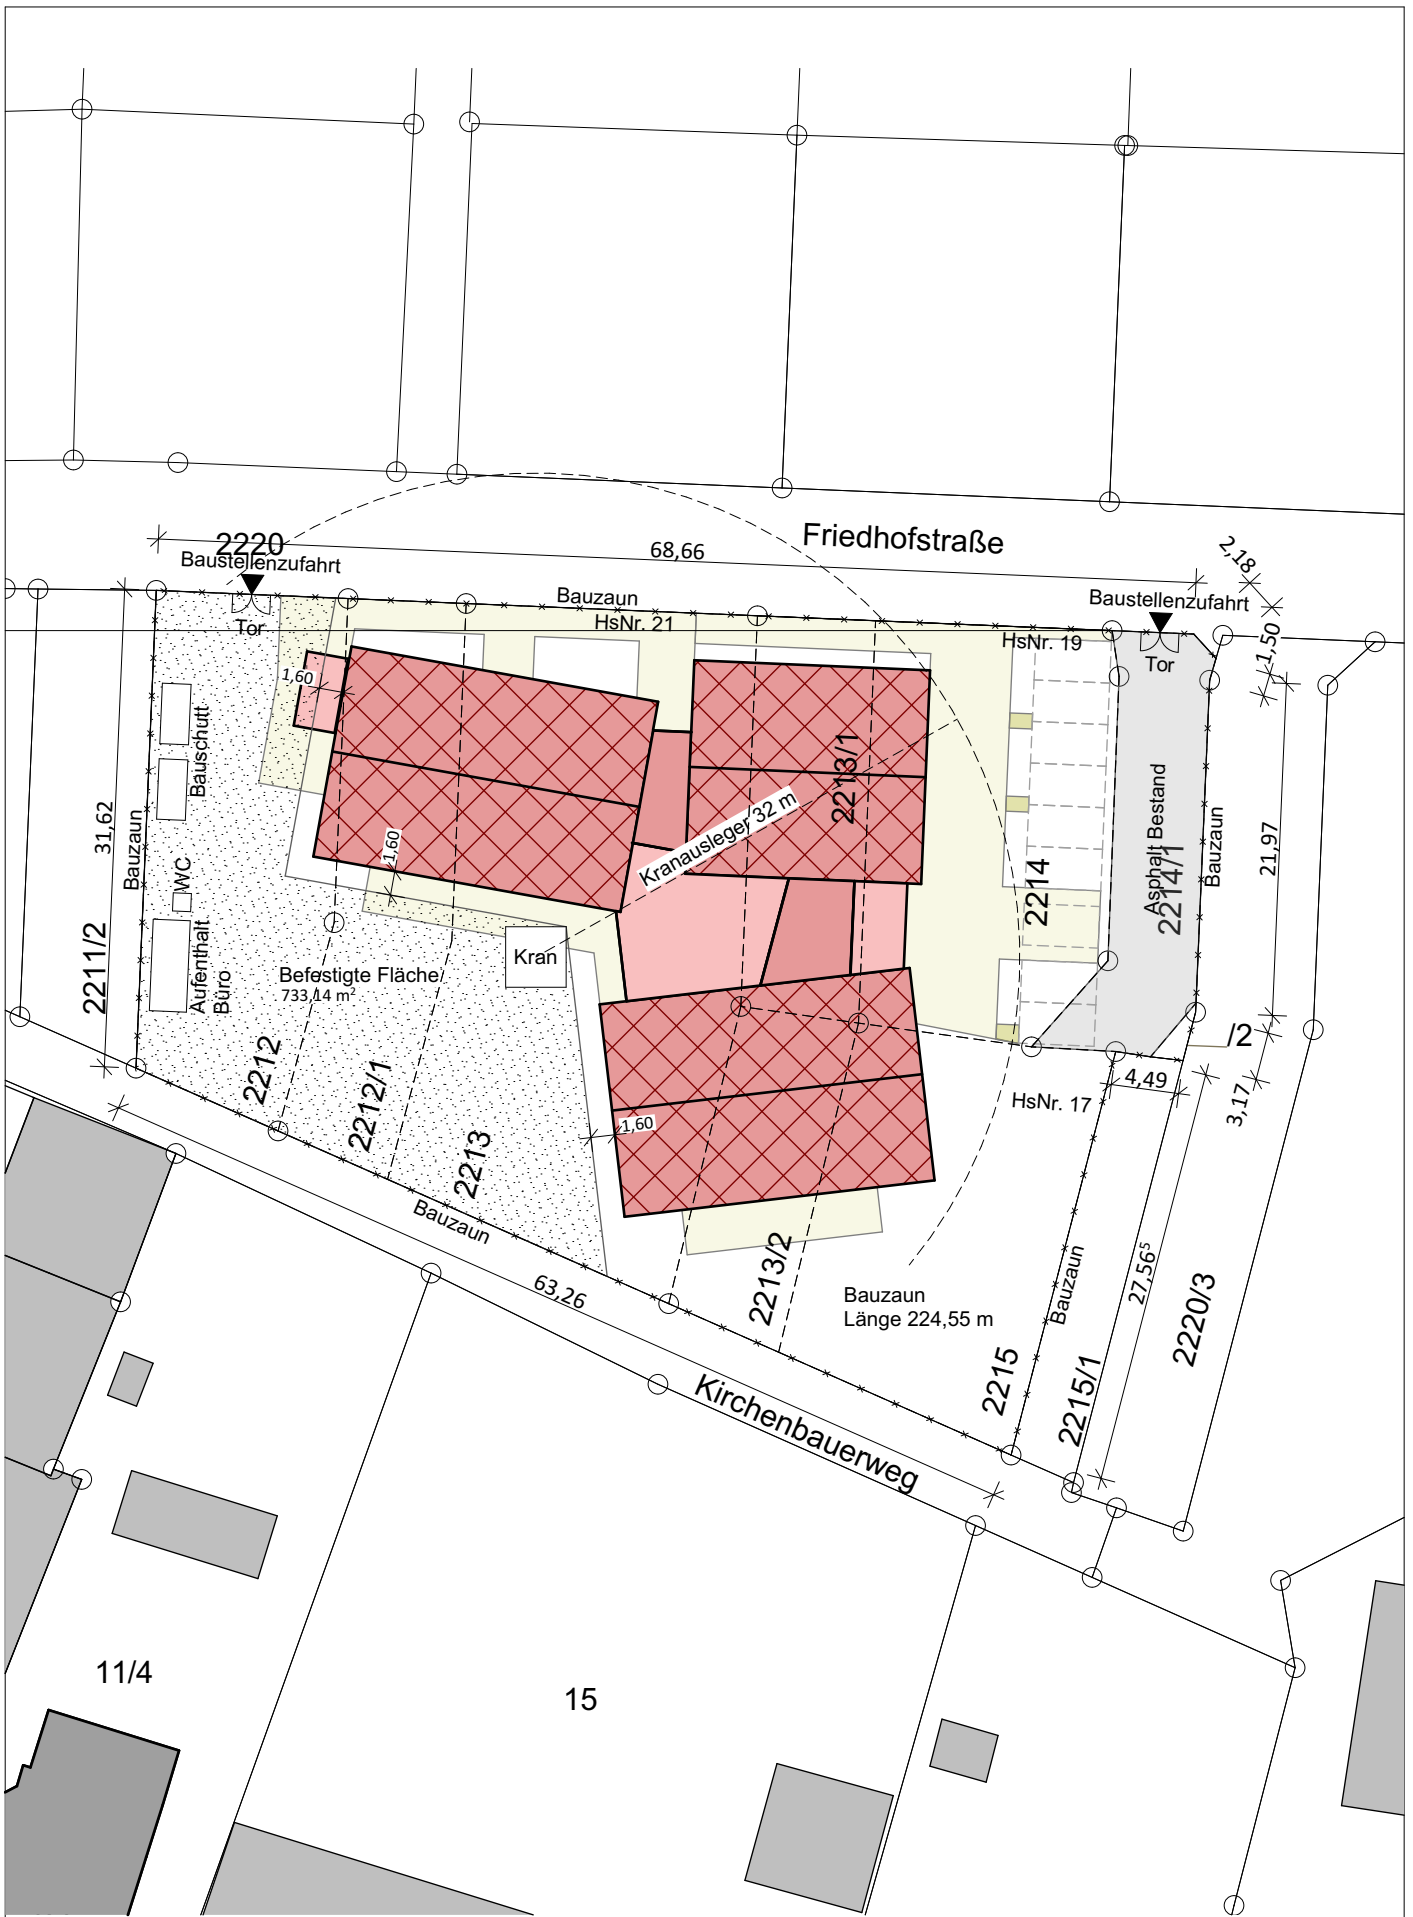 Friedhofstraße
2220
68,66
2,18
Baustellenzufahrt
Bauzaun
Baustellenzufahrt
HsNr. 21
HsNr. 19
1,50
Tor
Tor
1,60
Bauschutt
2213/1
Kranausleger 32 m
31,62
Bauzaun
1,60
WC
Asphalt Bestand
2214/1
Bauzaun
21,97
2214
2211/2
Aufenthalt
Büro
Kran
Befestigte Fläche
733,14 m²
/2
2212
2212/1
2213
1,60
4,49
HsNr. 17
3,17
Bauzaun
63,26
2213/2
Bauzaun
Länge 224,55 m
Bauzaun
27,56⁵
2220/3
2215
2215/1
Kirchenbauerweg
11/4
15